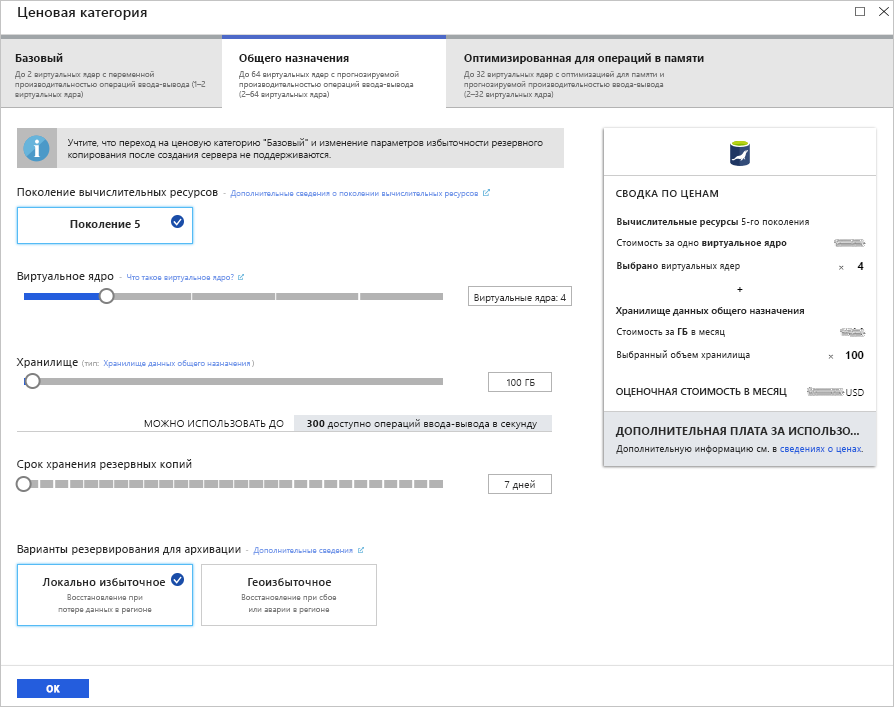 Ценовая категория
Базовый
До 2 виртуальных ядер с переменной
производительностью операций ввода-вывода (1–2
виртуальных ядра)
Общего назначения
До 64 виртуальных ядер с прогнозируемой
производительностью операций ввода-вывода
(2–64 виртуальных ядра)
Оптимизированная для операций в памяти
До 32 виртуальных ядер с оптимизацией для памяти и
прогнозируемой производительностью ввода-вывода
(2–32 виртуальных ядра)
Учтите, что переход на ценовую категорию "Базовый" и изменение параметров избыточности резервного
копирования после создания сервера не поддерживаются.
Поколение вычислительных ресурсов - Дополнительные сведения о поколении вычислительных ресурсов
Поколение 5
Виртуальное ядро - Что такое виртуальное ядро?
Виртуальные ядра: 4
Хранилище (тип: Хранилище данных общего назначения)
100 ГБ
МОЖНО ИСПОЛЬЗОВАТЬ ДО 300 доступно операций ввода-вывода в секунду
Срок хранения резервных копий
7 дней
Варианты резервирования для архивации - Дополнительные сведения
Локально избыточное
Восстановление при
потере данных в регионе
Геоизбыточное
Восстановление при сбое
или аварии в регионе
OK
СВОДКА ПО ЦЕНАМ
Вычислительные ресурсы 5-го поколения
Стоимость за одно виртуальное ядро
Выбрано виртуальных ядер × 4
+
Хранилище данных общего назначения
Стоимость за ГБ в месяц
Выбранный объем хранилища × 100
ОЦЕНОЧНАЯ СТОИМОСТЬ В МЕСЯЦ USD
ДОПОЛНИТЕЛЬНАЯ ПЛАТА ЗА ИСПОЛЬЗО...
Дополнительную информацию см. в сведениях о ценах.